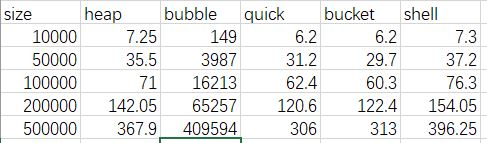 size heap bubble quick bucket shell
10000 7.25 149 6.2 6.2 7.3
50000 35.5 3987 31.2 29.7 37.2
100000 71 16213 62.4 60.3 76.3
200000 142.05 65257 120.6 122.4 154.05
500000 367.9 409594 306 313 396.25